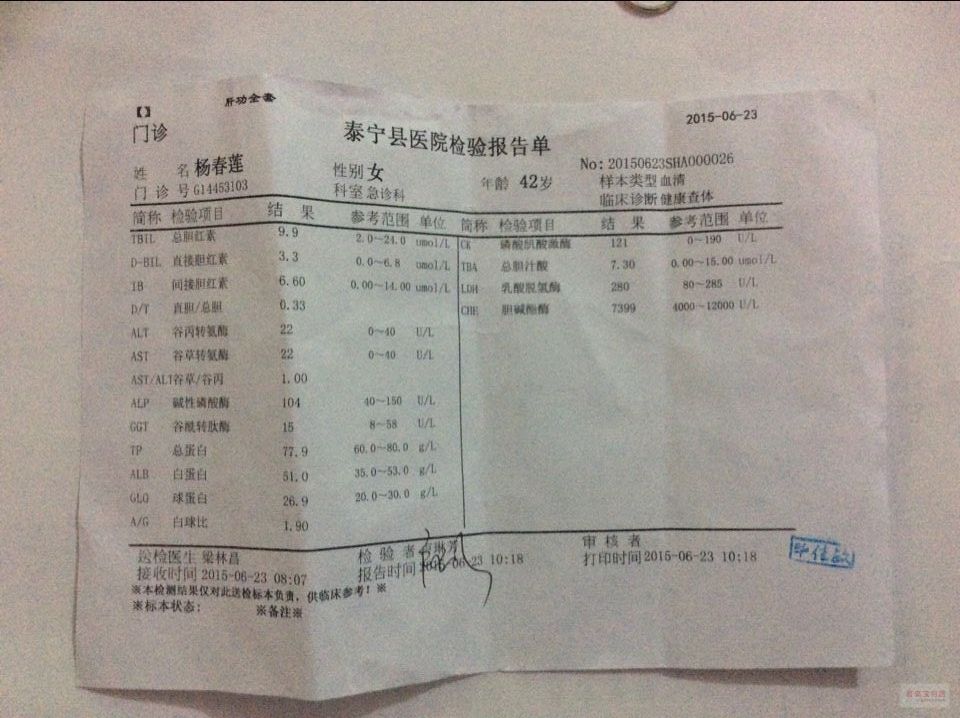 【】
肝功全套
2015-06-23
门诊
泰宁县医院检验报告单
No: 20150623SHA000026
姓 名 杨春莲 性别 女 年龄 42岁 样本类型 血清
门 诊 号 G14453103 科室 急诊科 临床诊断 健康查体
简称 检验项目 结 果 参考范围 单位 简称 检验项目 结 果 参考范围 单位
TBIL 总胆红素 9.9 2.0～24.0 umol/L CK 磷酸肌酸激酶 121 0～190 U/L
D-BIL 直接胆红素 3.3 0.0～6.8 umol/L TBA 总胆汁酸 7.30 0.00～15.00 umol/L
IB 间接胆红素 6.60 0.00～14.00 umol/L LDH 乳酸脱氢酶 280 80～285 U/L
D/T 直胆/总胆 0.33 CHE 胆碱酯酶 7399 4000～12000 U/L
ALT 谷丙转氨酶 22 0～40 U/L
AST 谷草转氨酶 22 0～40 U/L
AST/ALT 谷草/谷丙 1.00
ALP 碱性磷酸酶 104 40～150 U/L
GGT 谷酰转肽酶 15 8～58 U/L
TP 总蛋白 77.9 60.0～80.0 g/L
ALB 白蛋白 51.0 35.0～53.0 g/L
GLO 球蛋白 26.9 20.0～30.0 g/L
A/G 白球比 1.90
送检医生 梁林昌 检 验 者 审 核 者
接收时间 2015-06-23 08:07 报告时间 2015-06-23 10:18 打印时间 2015-06-23 10:18
※本检测结果仅对此送检标本负责，供临床参考！※
※标本状态: ※备注※